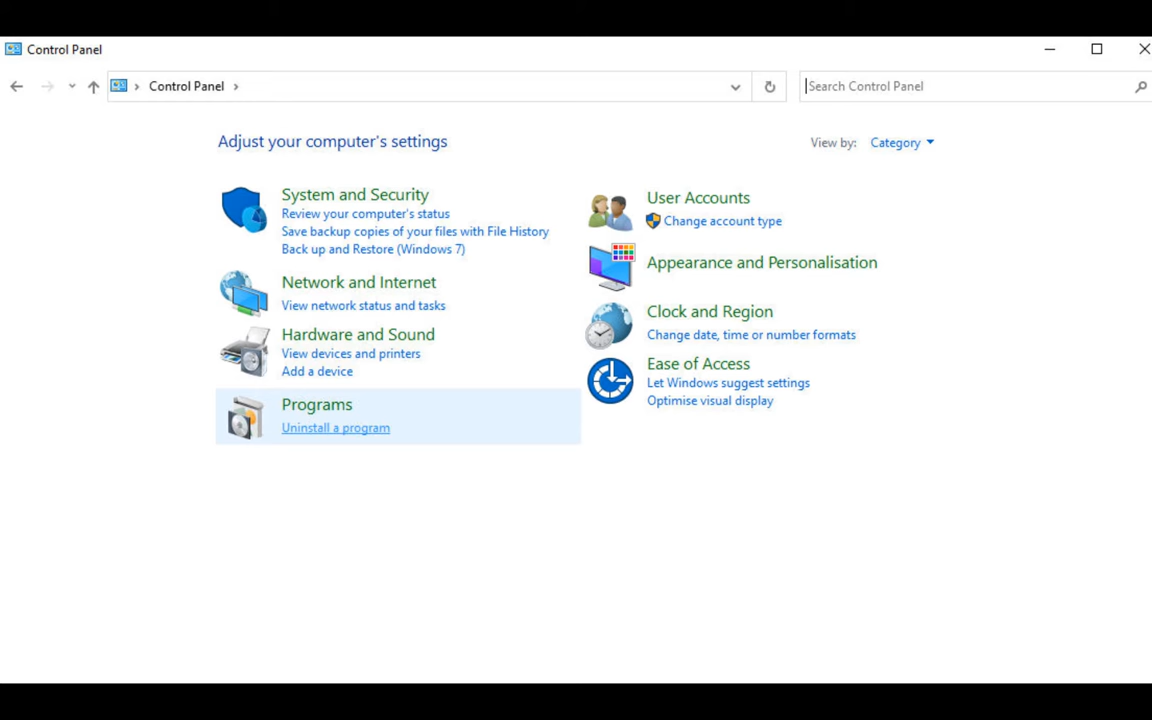 Control Panel
Control Panel
Search Control Panel
Adjust your computer's settings
View by: Category
System and Security
Review your computer's status
Save backup copies of your files with File History
Back up and Restore (Windows 7)
Network and Internet
View network status and tasks
Hardware and Sound
View devices and printers
Add a device
Programs
Uninstall a program
User Accounts
Change account type
Appearance and Personalisation
Clock and Region
Change date, time or number formats
Ease of Access
Let Windows suggest settings
Optimise visual display